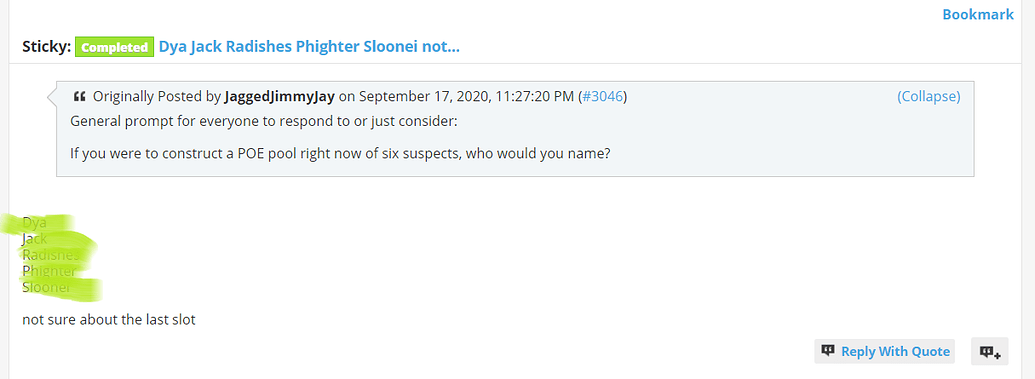 Bookmark
Sticky: Completed Dya Jack Radishes Phighter Sloonei not...
Originally Posted by JaggedJimmyJay on September 17, 2020, 11:27:20 PM (#3046) (Collapse)
General prompt for everyone to respond to or just consider:
If you were to construct a POE pool right now of six suspects, who would you name?
Dya
Jack
Radishes
Phighter
Sloonei
not sure about the last slot
Reply With Quote